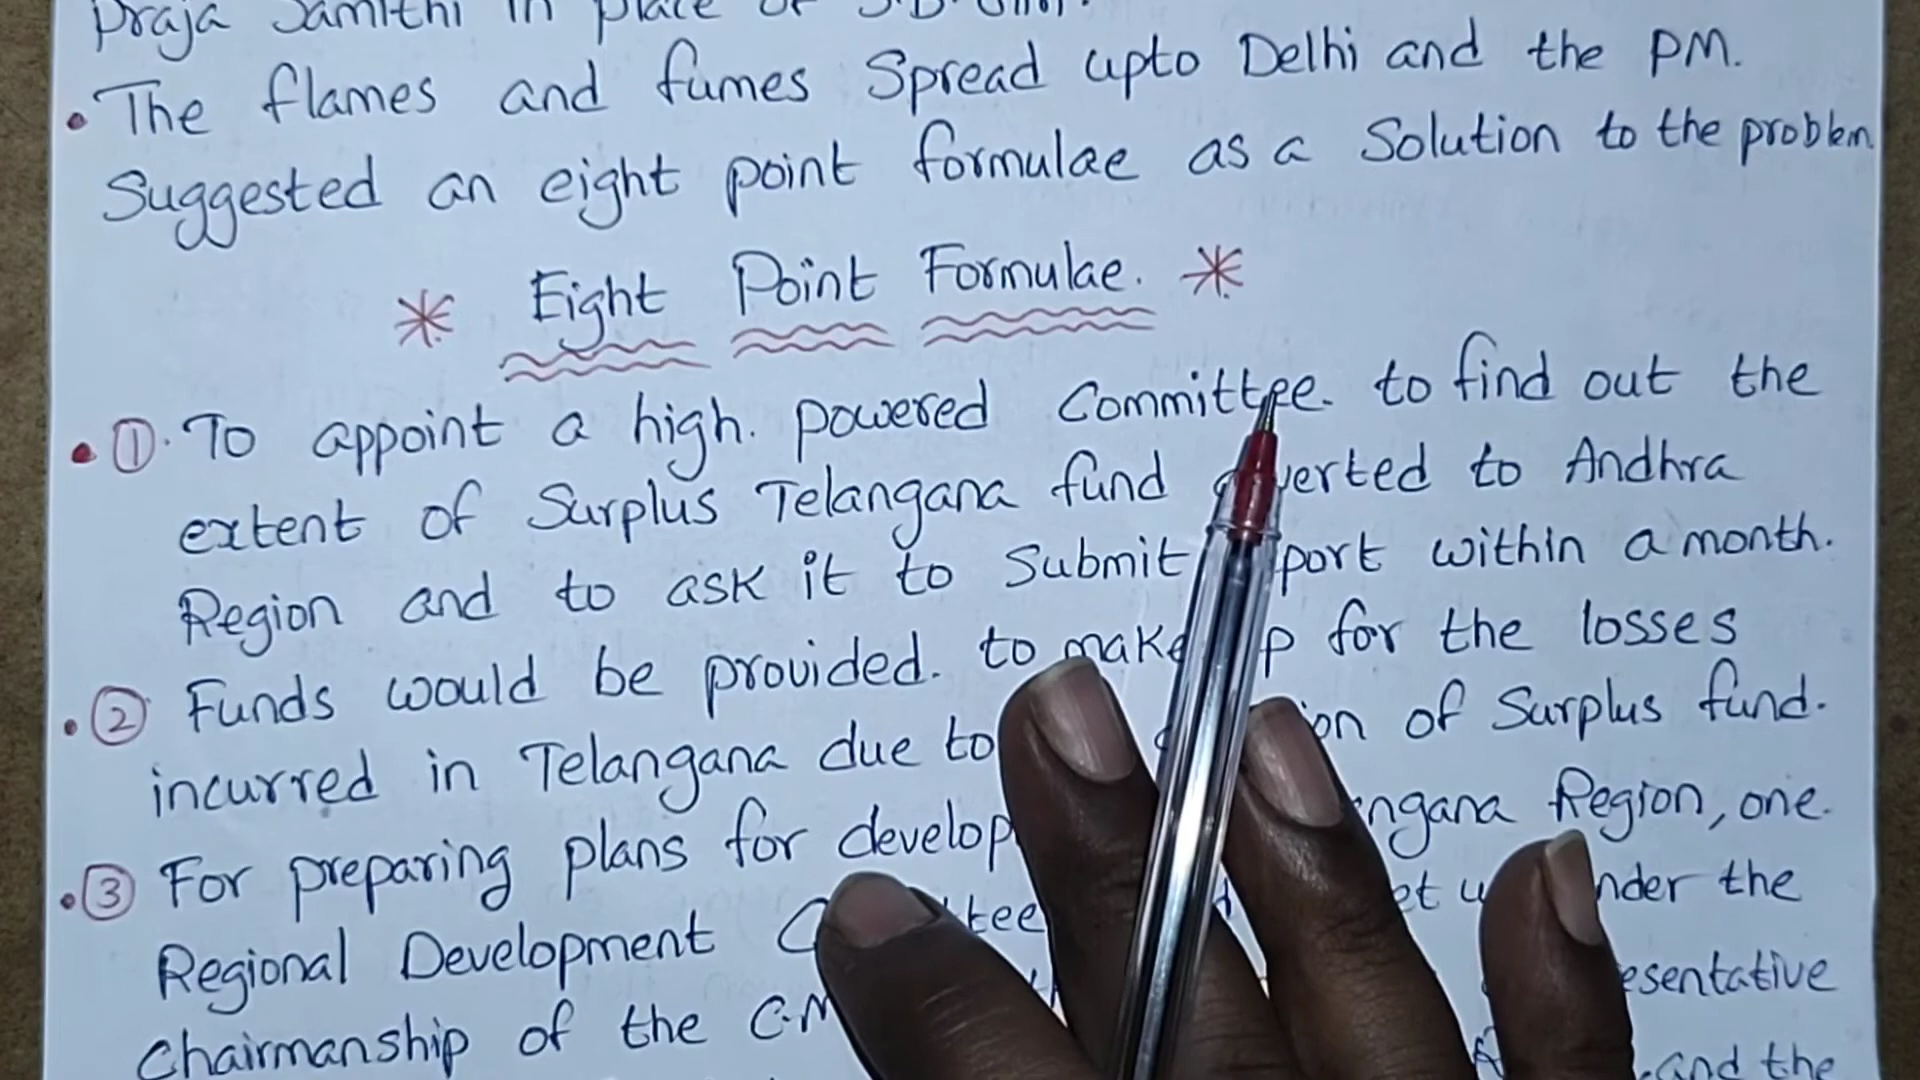 Praja Samithi in place of
• The flames and fumes Spread upto Delhi and the PM.
Suggested an eight point formulae as a Solution to the problem
* Eight Point Formulae. *
• ①. To appoint a high. powered Committee. to find out the
extent of Surplus Telangana fund verted to Andhra
Region and to ask it to Submit port within a month.
• ② Funds would be provided. to make p for the losses
incurred in Telangana due to on of Surplus fund.
• ③ For preparing plans for develop ngana Region, one.
Regional Development C ttee et u nder the
Chairmanship of the C.M esentative
and the